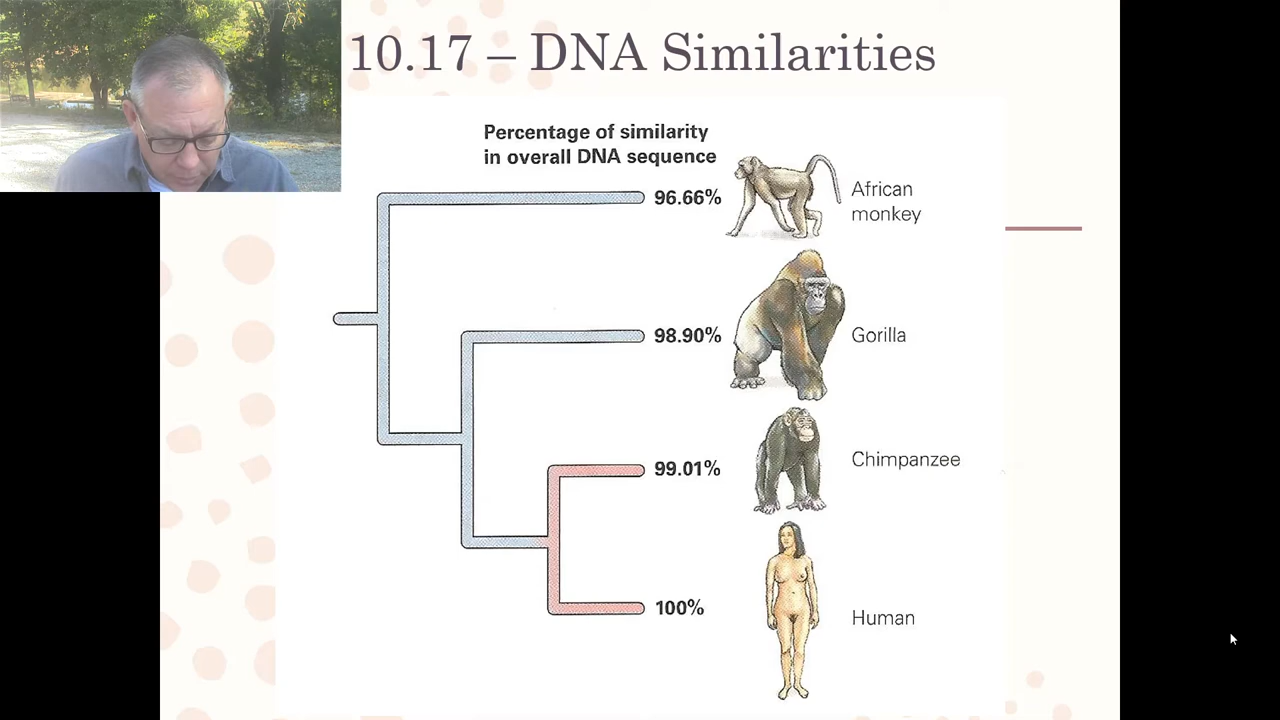 10.17 – DNA Similarities
Percentage of similarity
in overall DNA sequence
96.66%
African
monkey
98.90%
Gorilla
99.01%
Chimpanzee
100%
Human